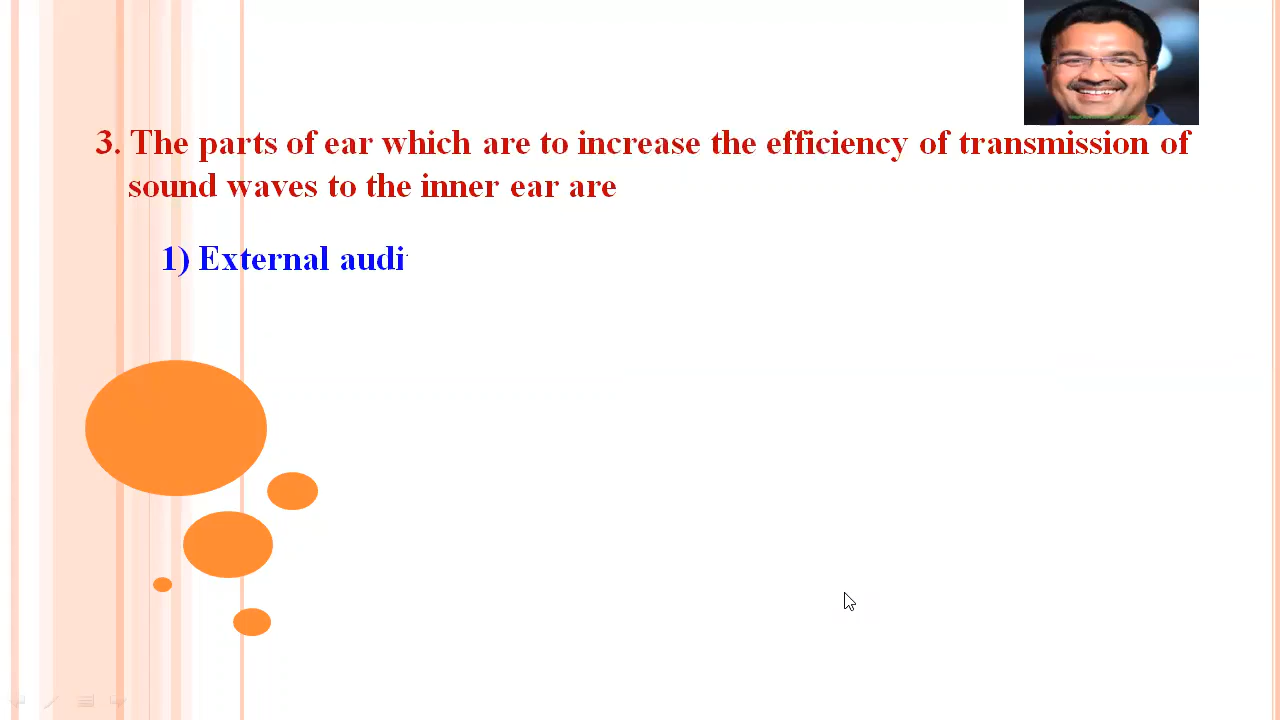 3. The parts of ear which are to increase the efficiency of transmission of
sound waves to the inner ear are
1) External audi